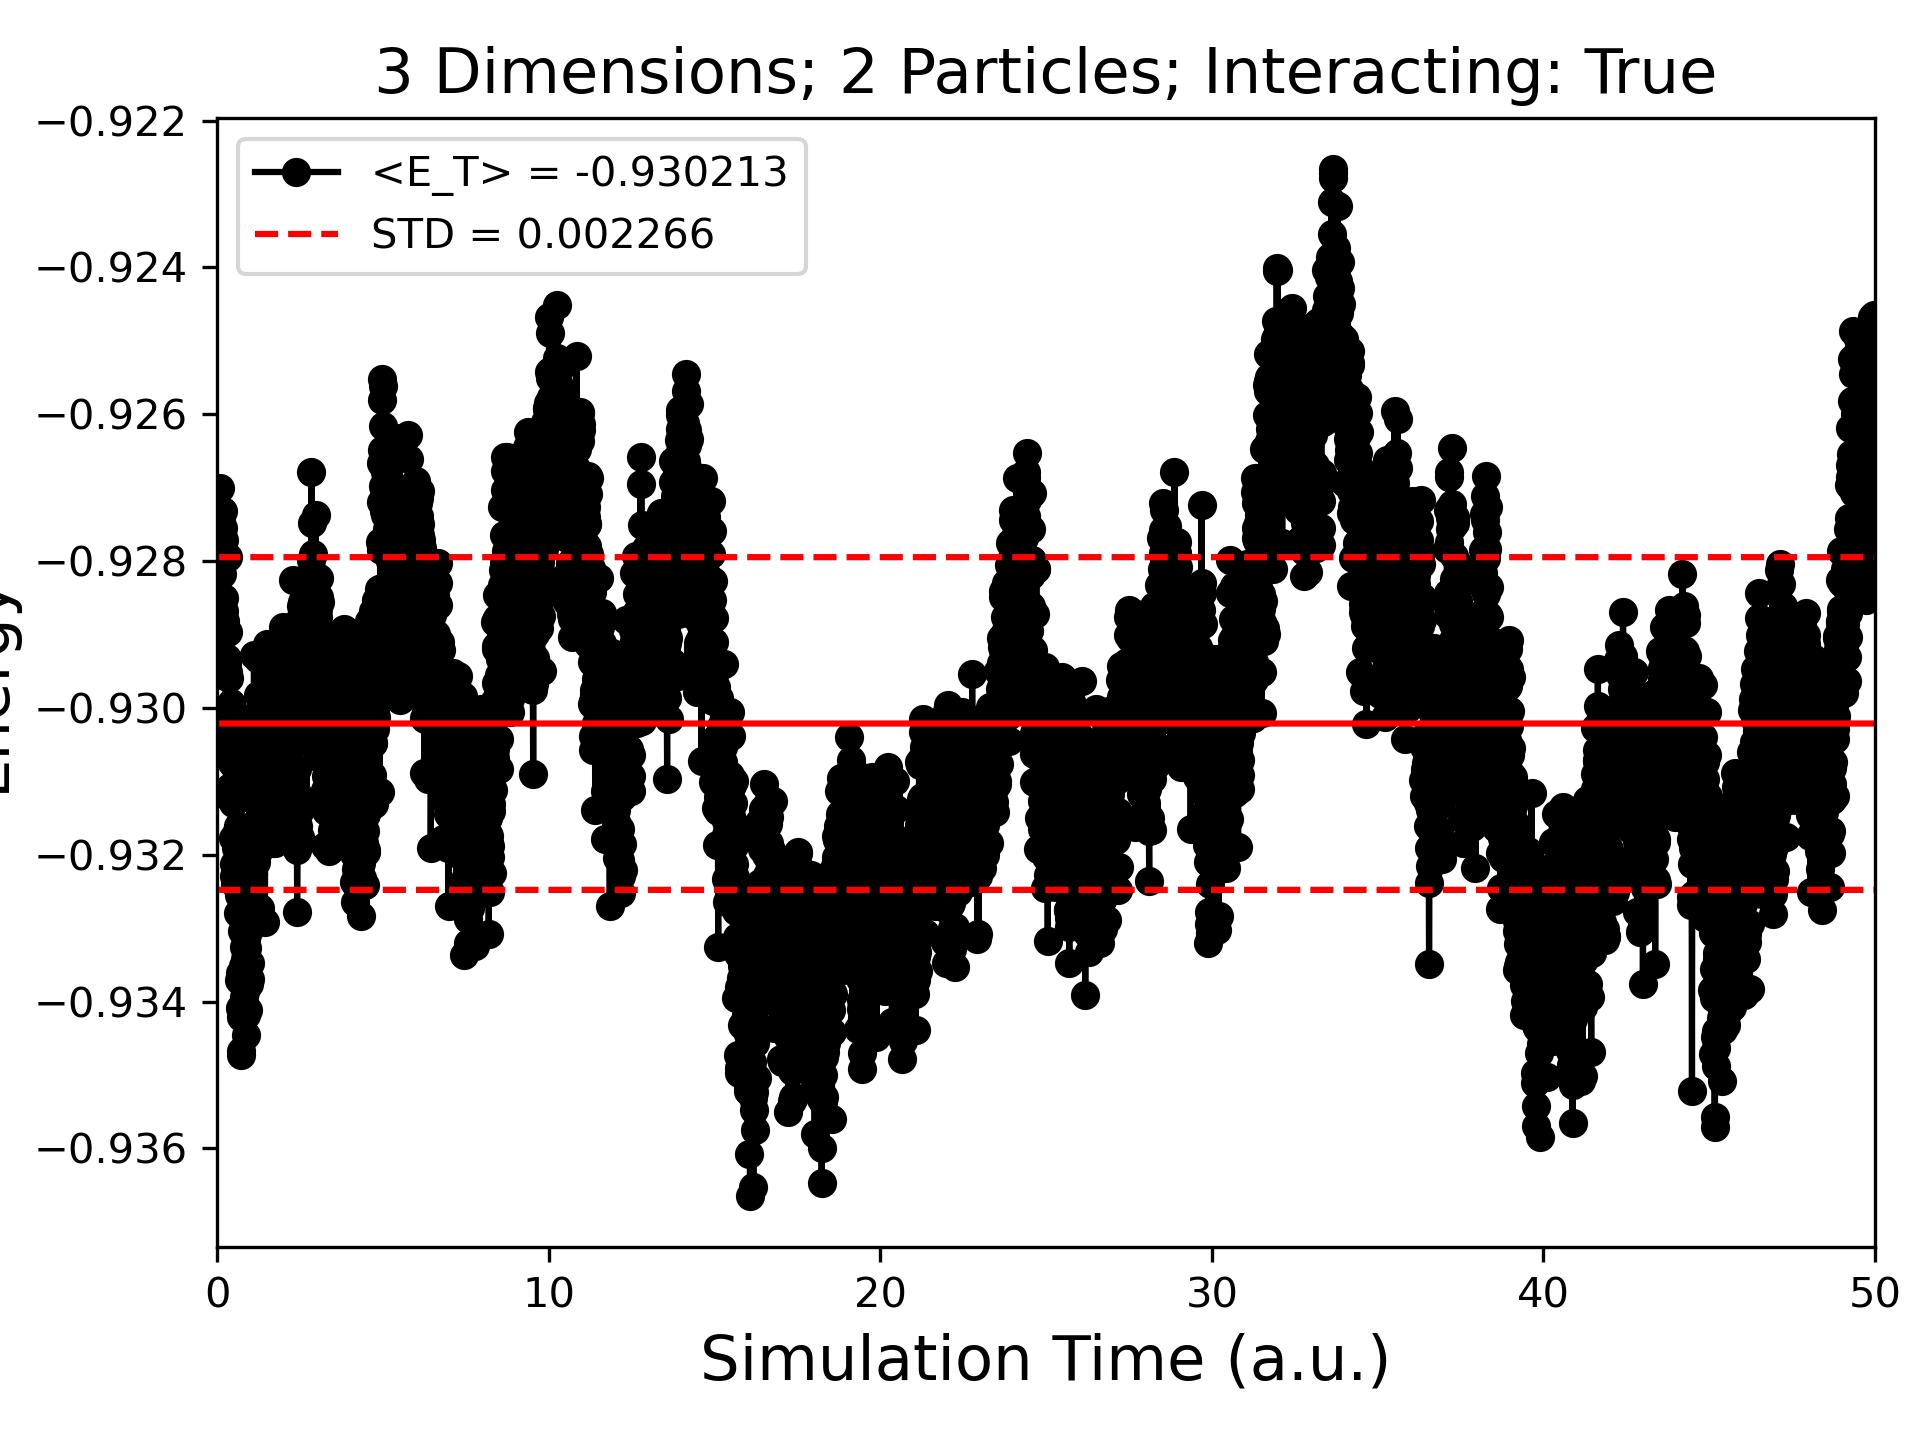 3 Dimensions; 2 Particles; Interacting: True
−0.922
<E_T> = -0.930213
STD = 0.002266
−0.924
−0.926
−0.928
−0.930
−0.932
−0.934
−0.936
Energy
0 10 20 30 40 50
Simulation Time (a.u.)